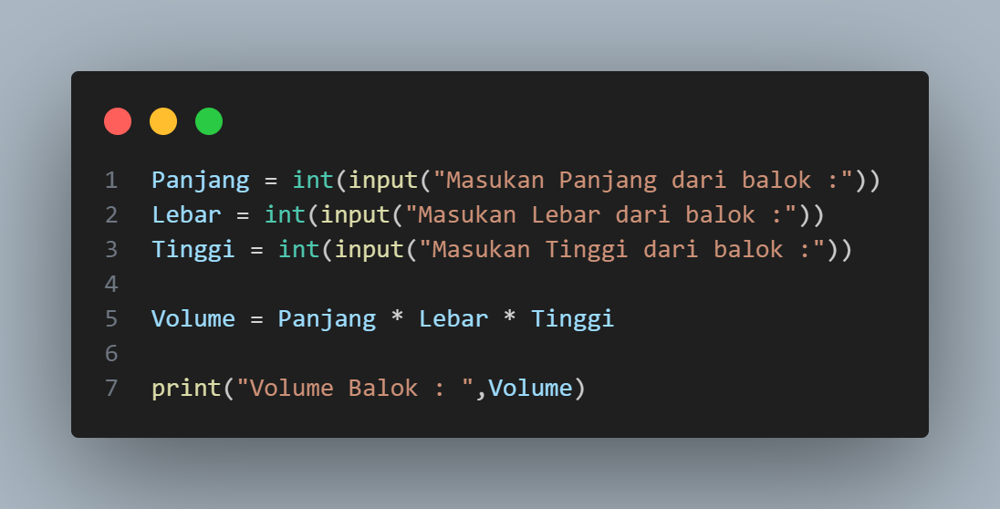 1 Panjang = int(input("Masukan Panjang dari balok :"))
2 Lebar = int(input("Masukan Lebar dari balok :"))
3 Tinggi = int(input("Masukan Tinggi dari balok :"))
4
5 Volume = Panjang * Lebar * Tinggi
6
7 print("Volume Balok : ",Volume)